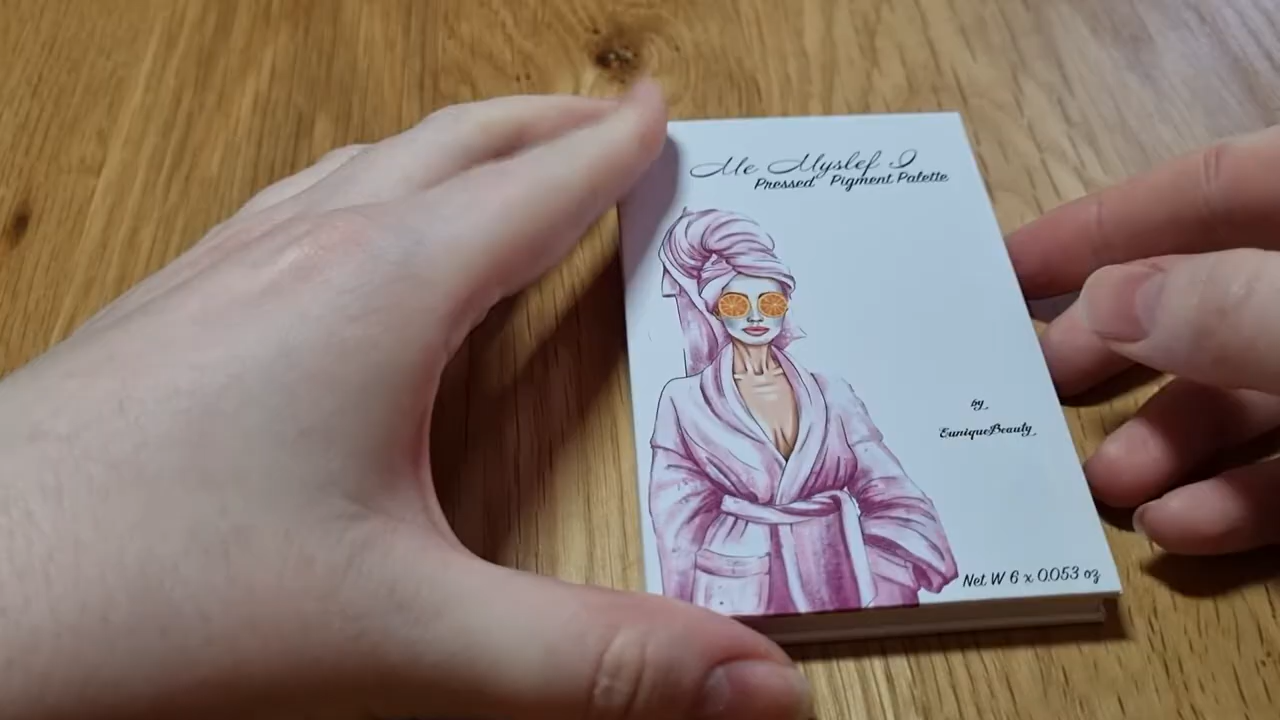 Me Myslef I
Pressed Pigment Palette
by
EuniqueBeauty
Net W 6 x 0.053 oz